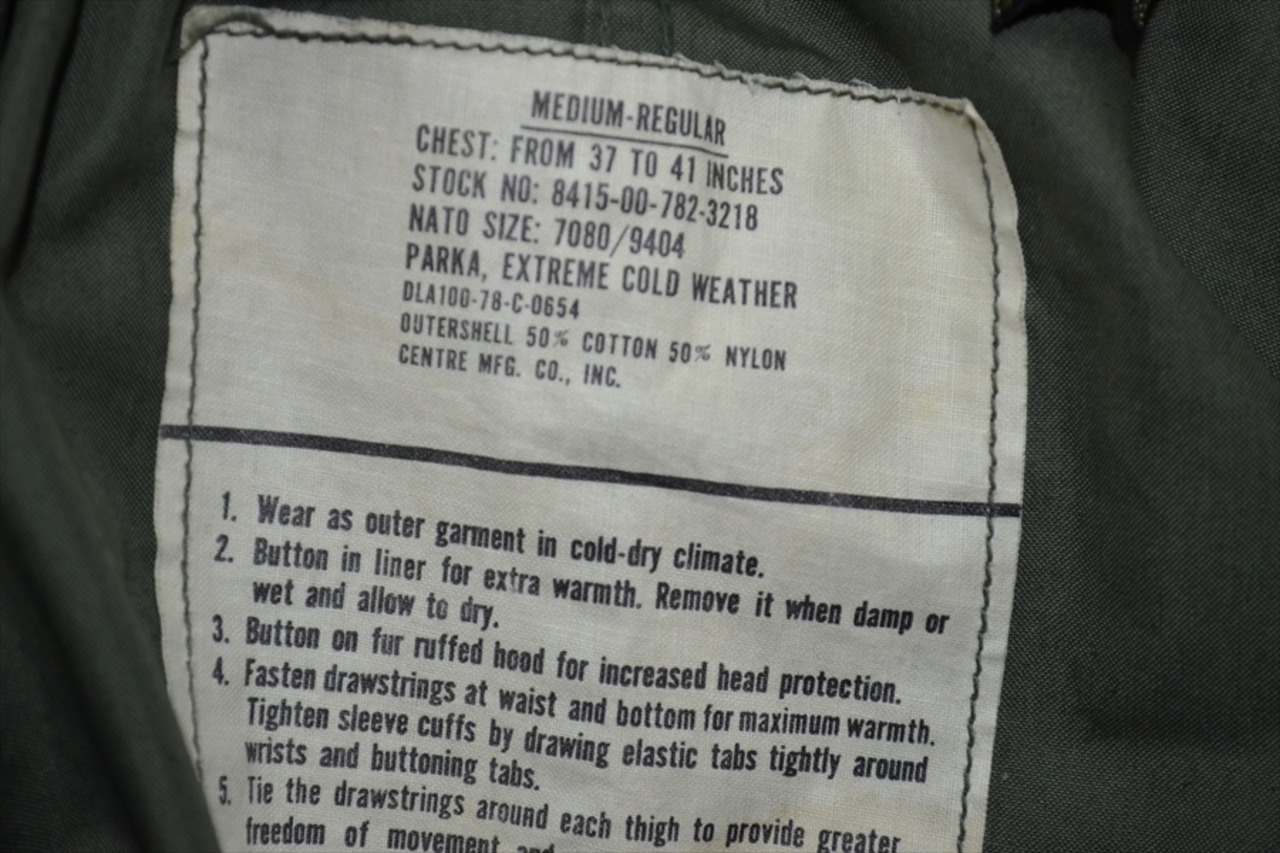 MEDIUM-REGULAR
CHEST: FROM 37 TO 41 INCHES
STOCK NO: 8415-00-782-3218
NATO SIZE: 7080/9404
PARKA, EXTREME COLD WEATHER
DLA100-78-C-0654
OUTERSHELL 50% COTTON 50% NYLON
CENTRE MFG. CO., INC.
1. Wear as outer garment in cold-dry climate.
2. Button in liner for extra warmth. Remove it when damp or
wet and allow to dry.
3. Button on fur ruffed hood for increased head protection.
4. Fasten drawstrings at waist and bottom for maximum warmth.
Tighten sleeve cuffs by drawing elastic tabs tightly around
wrists and buttoning tabs.
5. Tie the drawstrings around each thigh to provide greater
freedom of movement and